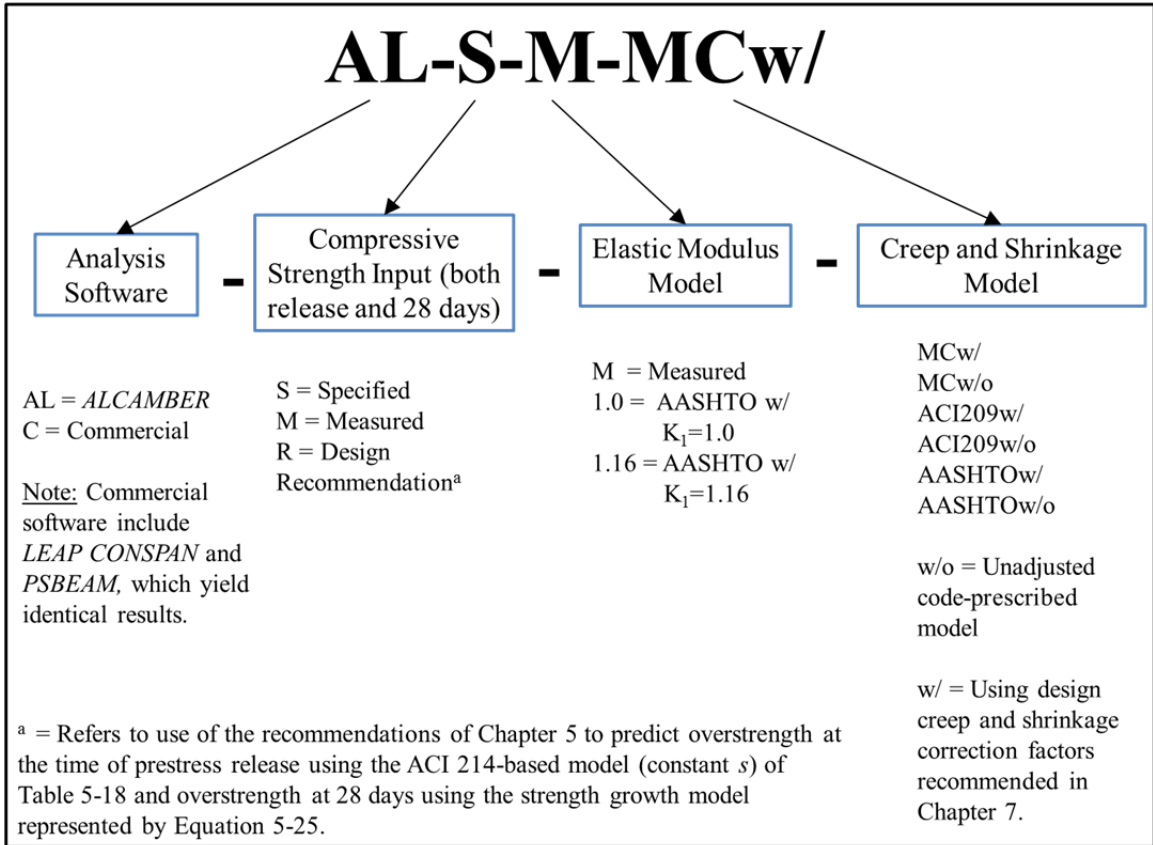 AL-S-M-MCw/
Analysis
Software
-
Compressive
Strength Input (both
release and 28 days)
-
Elastic Modulus
Model
-
Creep and Shrinkage
Model
AL = ALCAMBER
C = Commercial
Note: Commercial
software include
LEAP CONSPAN and
PSBEAM, which yield
identical results.
S = Specified
M = Measured
R = Design
Recommendationᵃ
M = Measured
1.0 = AASHTO w/
K₁=1.0
1.16 = AASHTO w/
K₁=1.16
MCw/
MCw/o
ACI209w/
ACI209w/o
AASHTOw/
AASHTOw/o
w/o = Unadjusted
code-prescribed
model
w/ = Using design
creep and shrinkage
correction factors
recommended in
Chapter 7.
ᵃ = Refers to use of the recommendations of Chapter 5 to predict overstrength at
the time of prestress release using the ACI 214-based model (constant s) of
Table 5-18 and overstrength at 28 days using the strength growth model
represented by Equation 5-25.